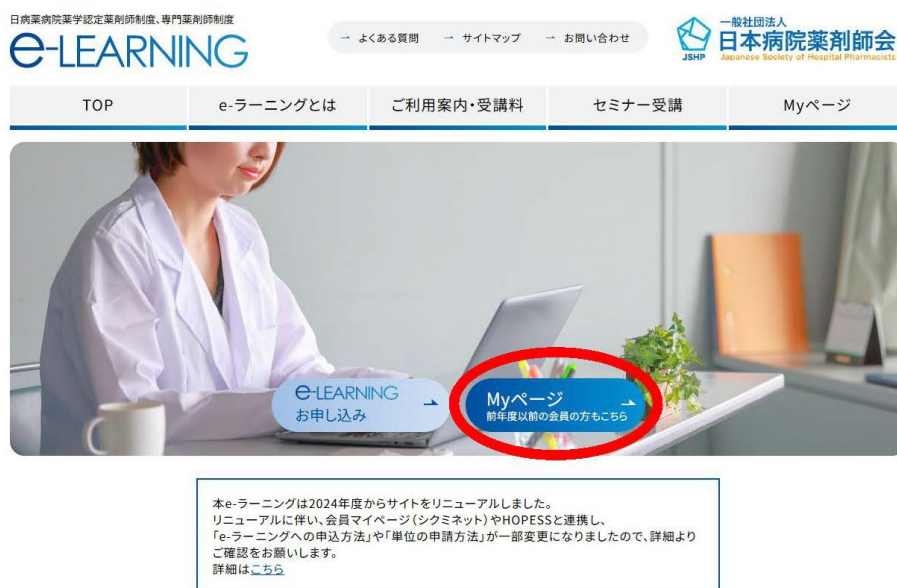 日病薬病院薬学認定薬剤師制度、専門薬剤師制度
e-LEARNING
→ よくある質問 → サイトマップ → お問い合わせ
JSHP
一般社団法人
日本病院薬剤師会
Japanese Society of Hospital Pharmacists
TOP e-ラーニングとは ご利用案内・受講料 セミナー受講 Myページ
e-LEARNING
お申し込み
Myページ
前年度以前の会員の方もこちら
本e-ラーニングは2024年度からサイトをリニューアルしました。
リニューアルに伴い、会員マイページ（シクミネット）やHOPESSと連携し、
「e-ラーニングへの申込方法」や「単位の申請方法」が一部変更になりましたので、詳細より
ご確認をお願いします。
詳細はこちら